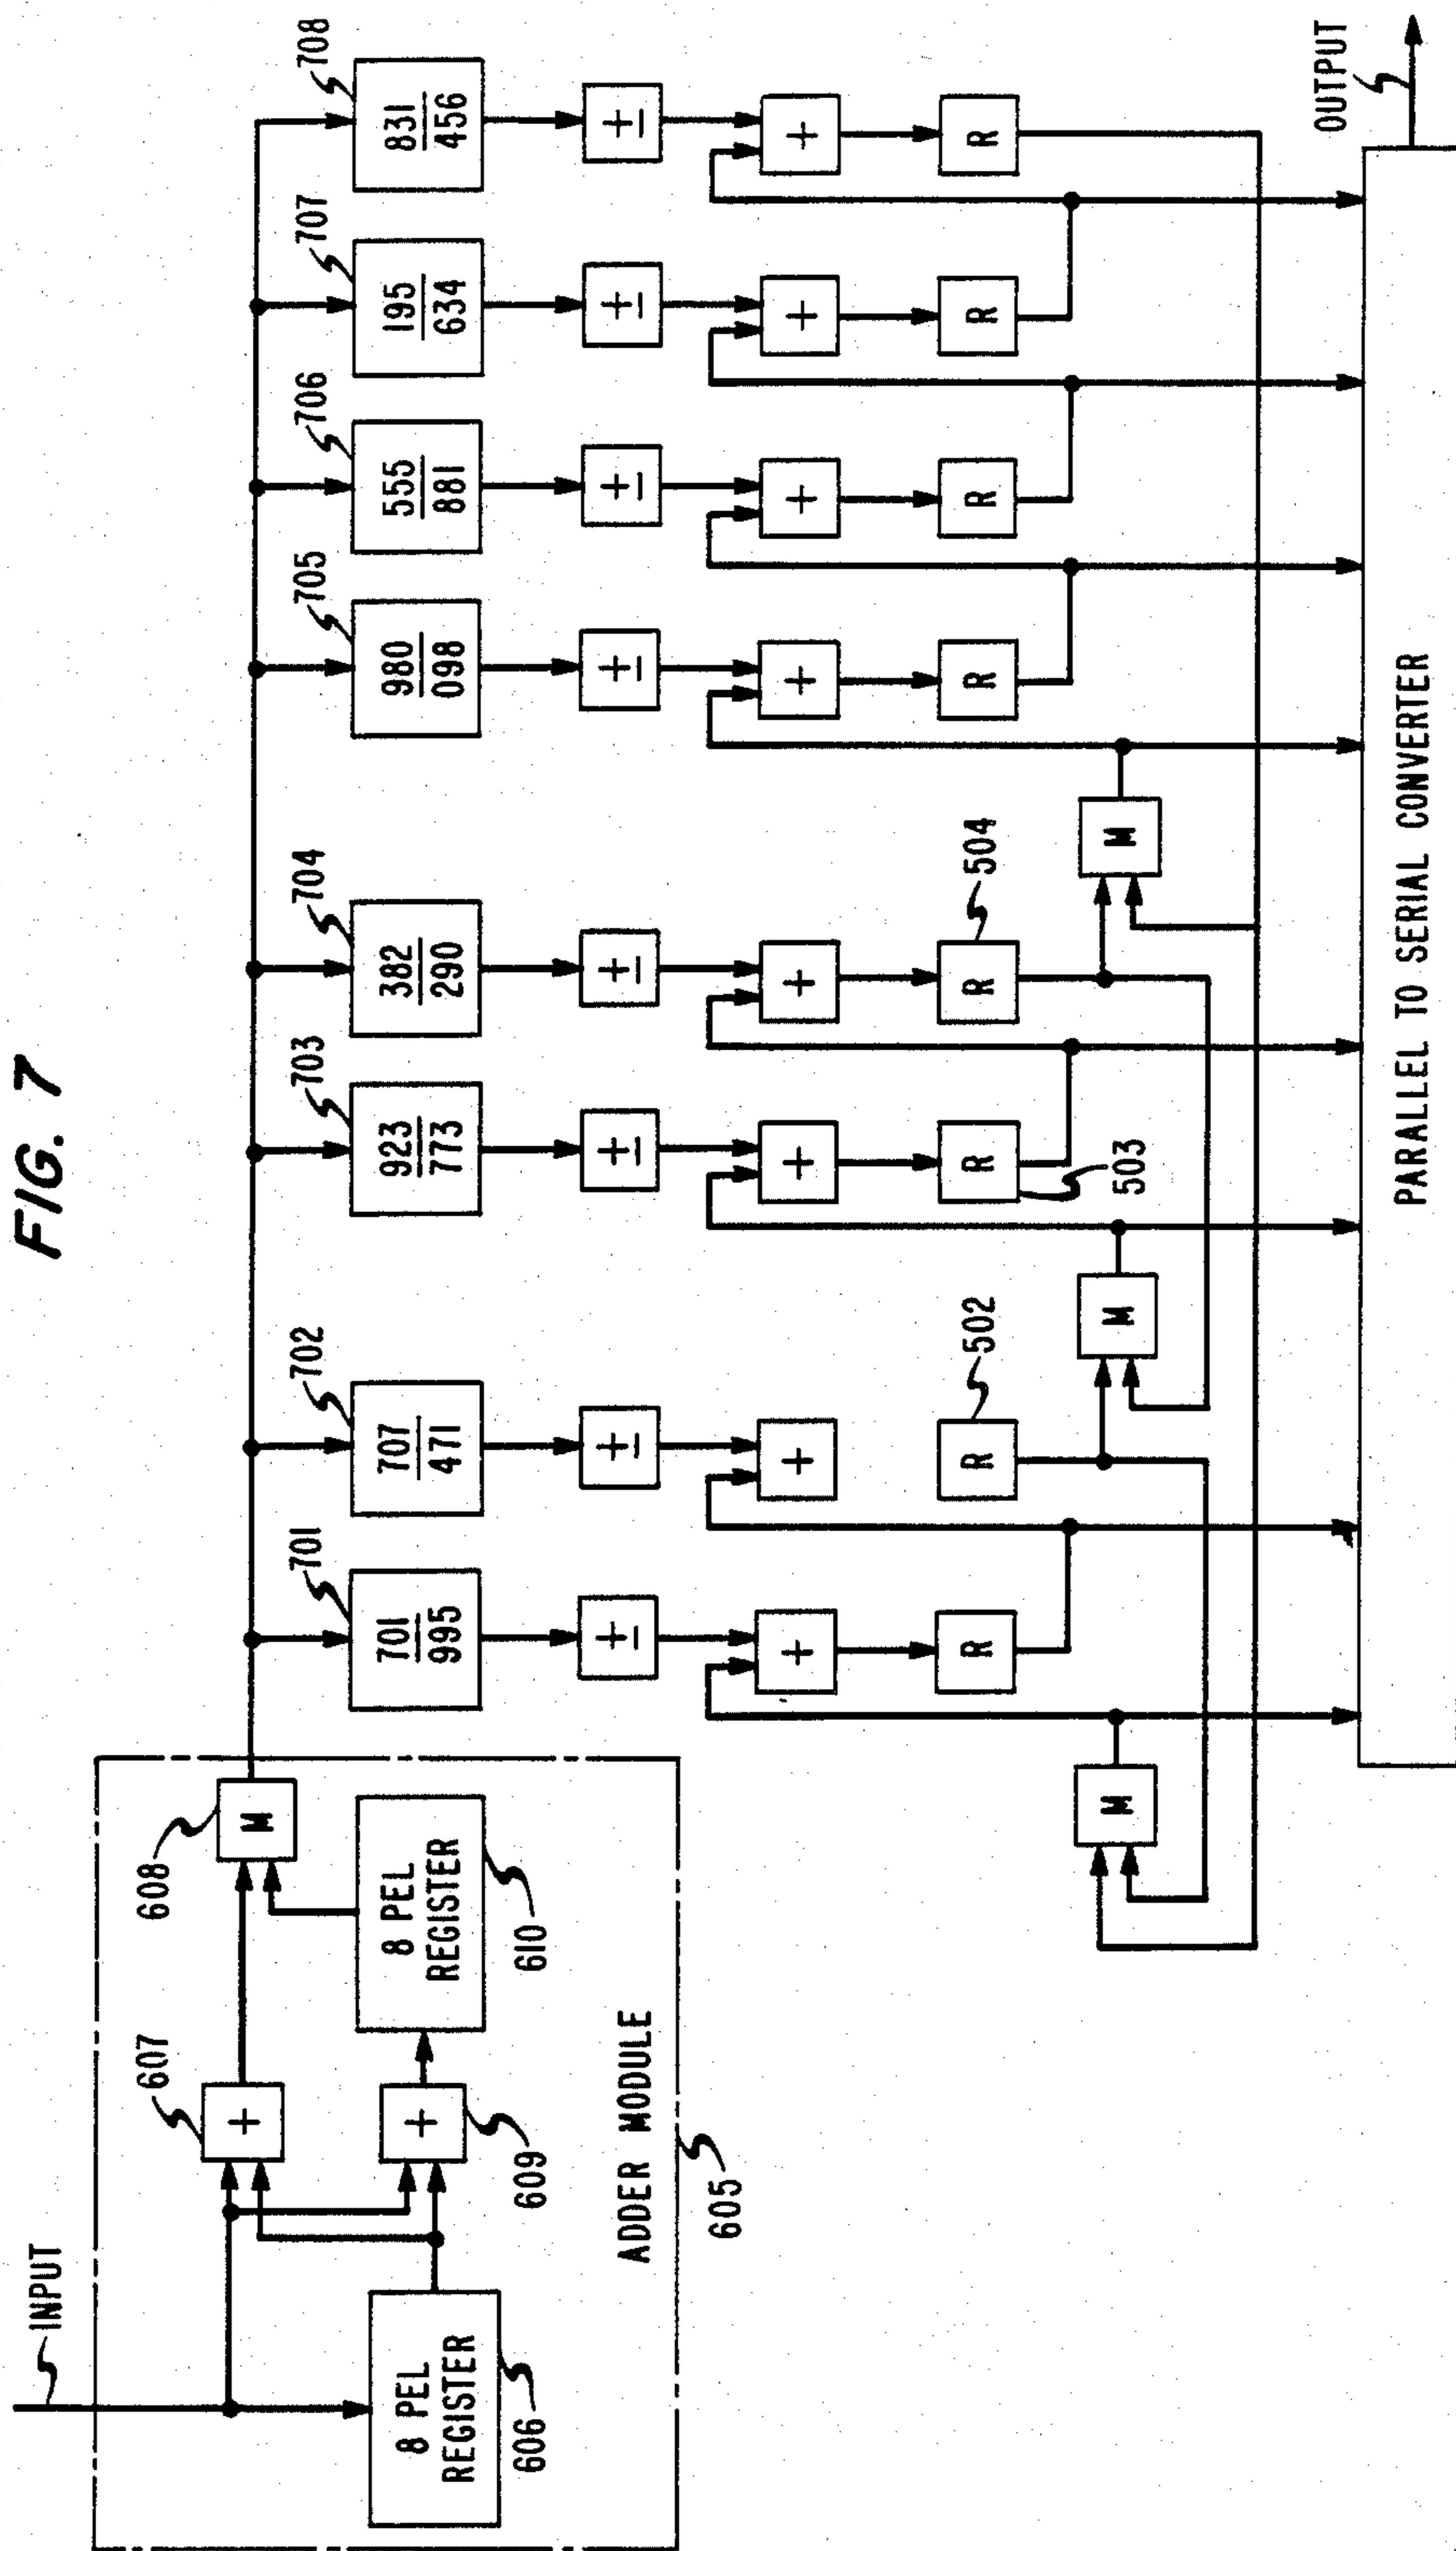 FIG. 7
INPUT
607
608
M
+
8 PEL
REGISTER
606
+
609
8 PEL
REGISTER
610
ADDER MODULE
605
701
702
703
704
705
706
707
708
701
995
707
471
923
773
382
290
980
098
555
881
195
634
831
456
±
±
±
±
±
±
±
±
+
+
+
+
+
+
+
+
R
R
R
R
R
R
R
R
502
503
504
M
M
M
PARALLEL TO SERIAL CONVERTER
OUTPUT